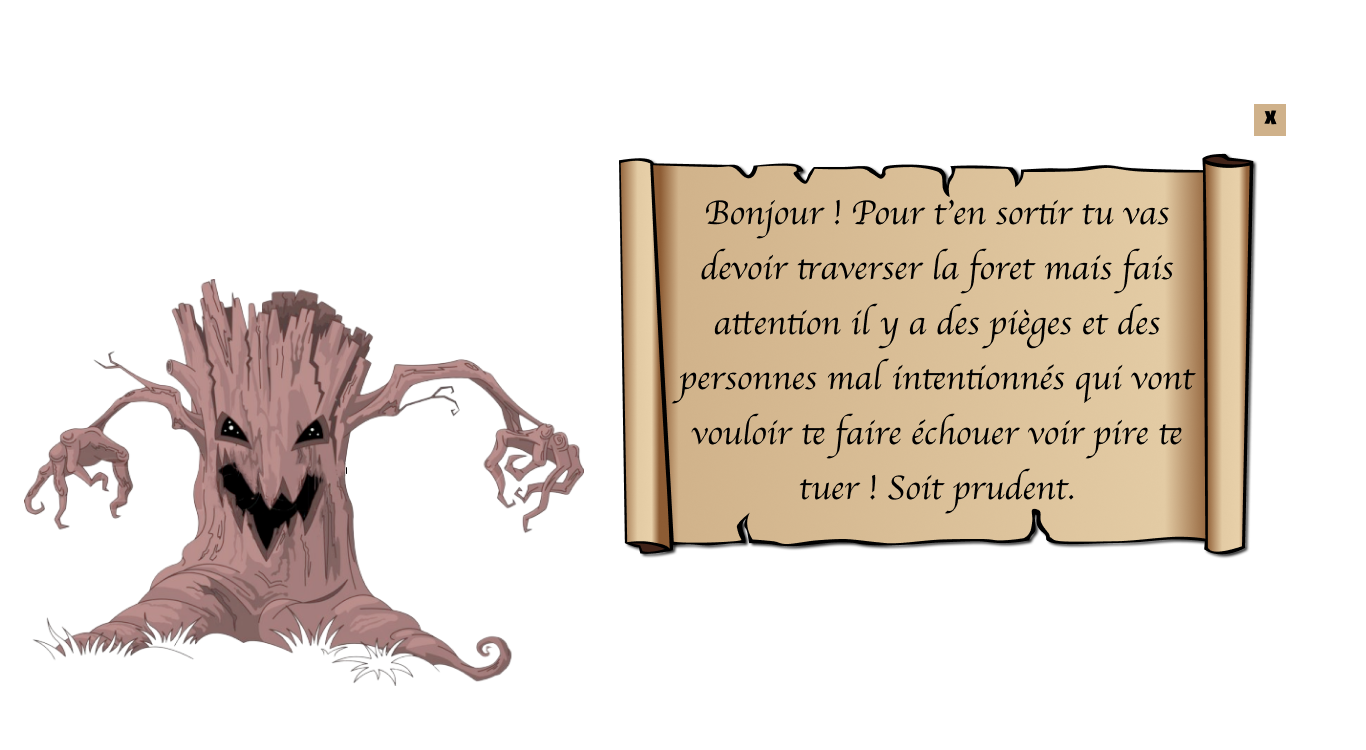 X
Bonjour ! Pour t'en sortir tu vas
devoir traverser la foret mais fais
attention il y a des pièges et des
personnes mal intentionnés qui vont
vouloir te faire échouer voir pire te
tuer ! Soit prudent.